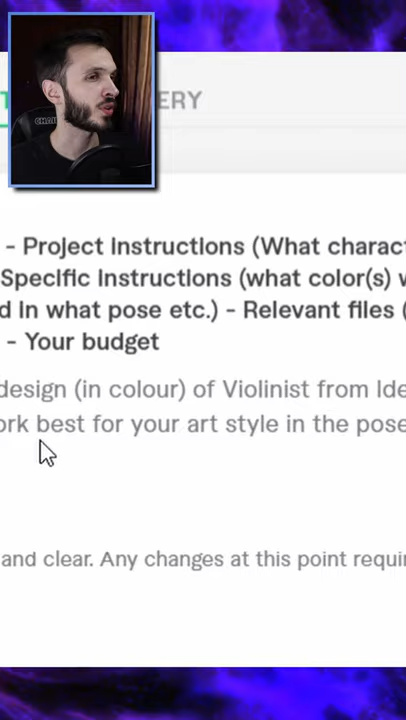 ERY
- Project Instructions (What charact
Specific Instructions (what color(s) w
d in what pose etc.) - Relevant files (
- Your budget
design (in colour) of Violinist from Ide
ork best for your art style in the pose
and clear. Any changes at this point requir